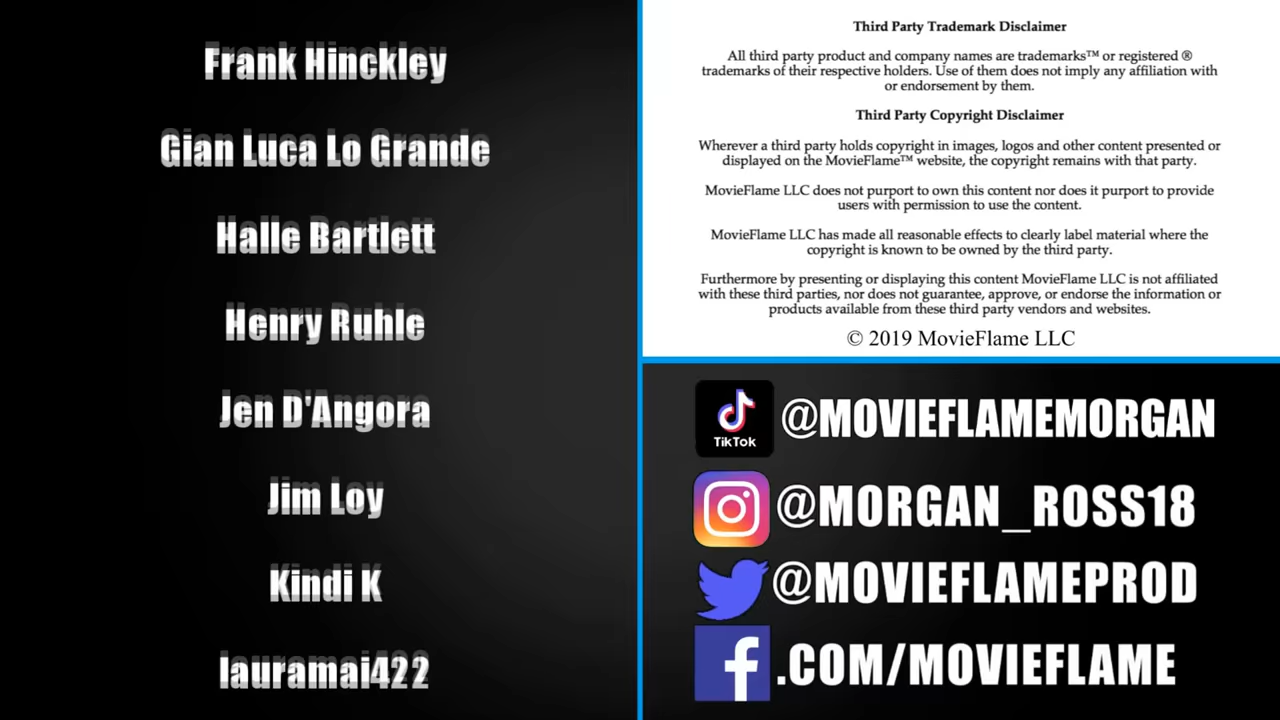 Frank Hinckley
Gian Luca Lo Grande
Halle Bartlett
Henry Ruhle
Jen D'Angora
Jim Loy
Kindi K
lauramai422
Third Party Trademark Disclaimer
All third party product and company names are trademarks™ or registered ®
trademarks of their respective holders. Use of them does not imply any affiliation with
or endorsement by them.
Third Party Copyright Disclaimer
Wherever a third party holds copyright in images, logos and other content presented or
displayed on the MovieFlame™ website, the copyright remains with that party.
MovieFlame LLC does not purport to own this content nor does it purport to provide
users with permission to use the content.
MovieFlame LLC has made all reasonable effects to clearly label material where the
copyright is known to be owned by the third party.
Furthermore by presenting or displaying this content MovieFlame LLC is not affiliated
with these third parties, nor does not guarantee, approve, or endorse the information or
products available from these third party vendors and websites.
© 2019 MovieFlame LLC
TikTok @MOVIEFLAMEMORGAN
@MORGAN_ROSS18
@MOVIEFLAMEPROD
f .COM/MOVIEFLAME